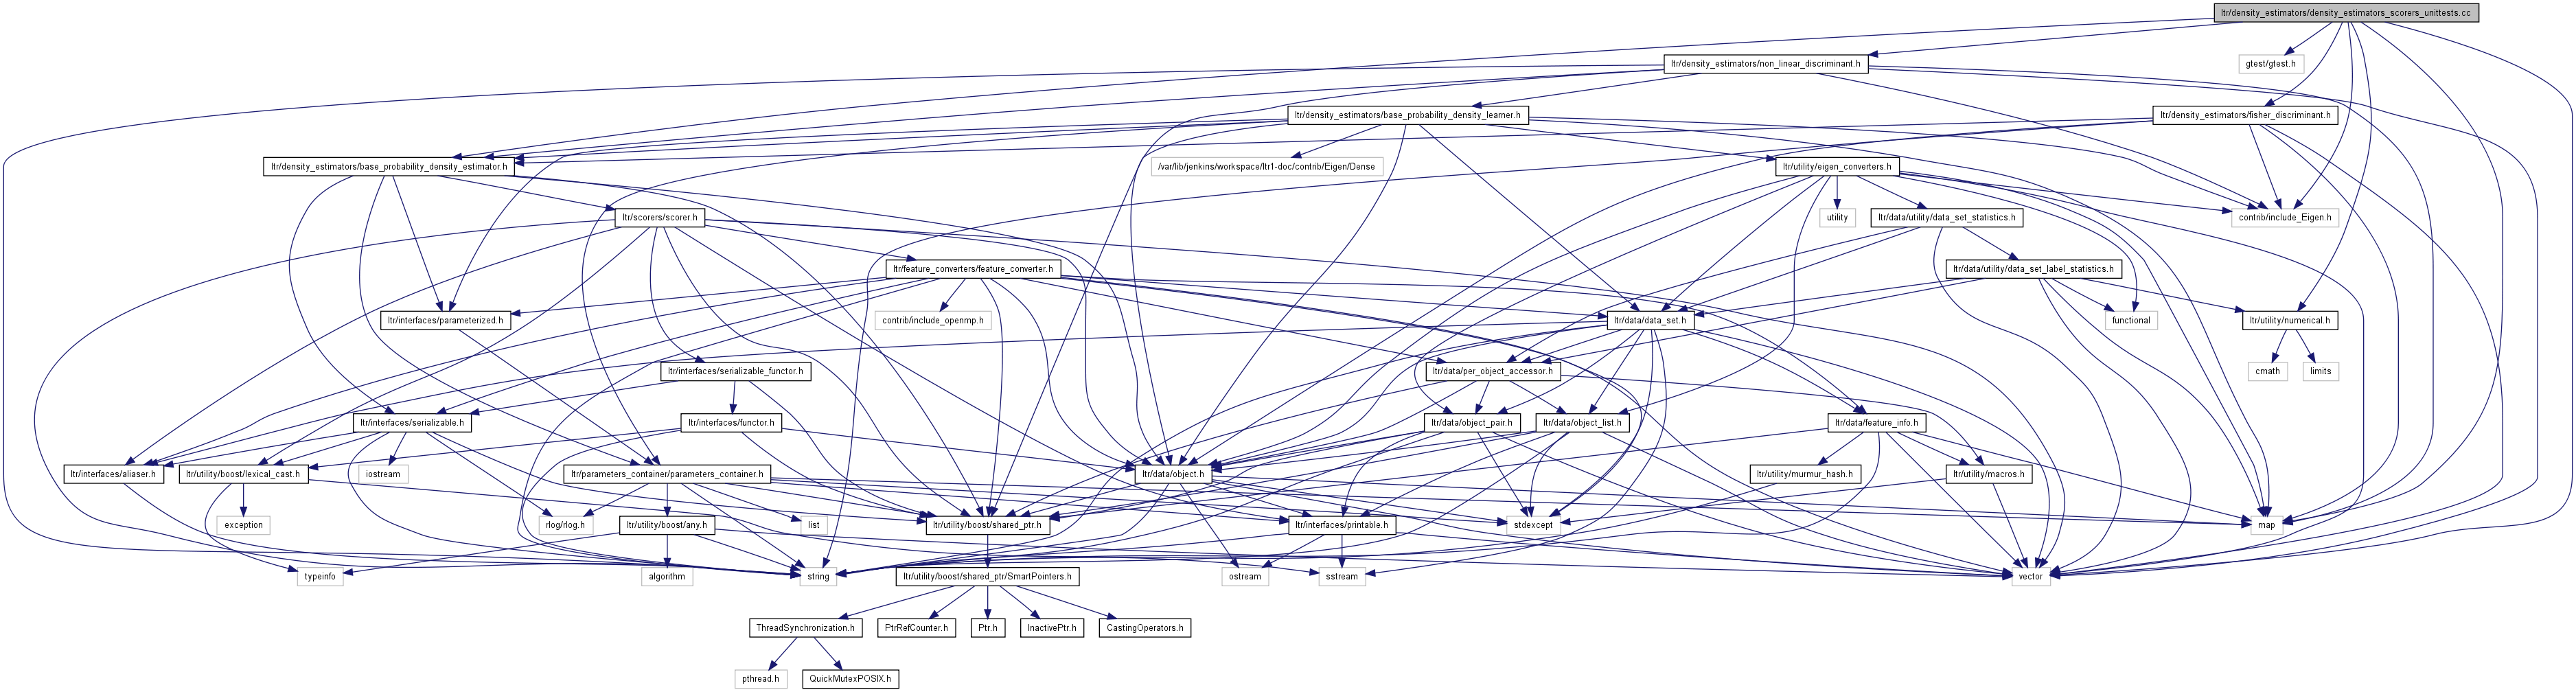 ltr/density_estimators/density_estimators_scorers_unittests.cc
ltr/density_estimators/non_linear_discriminant.h
gtest/gtest.h
ltr/density_estimators/base_probability_density_learner.h
ltr/density_estimators/fisher_discriminant.h
ltr/density_estimators/base_probability_density_estimator.h
/var/lib/jenkins/workspace/ltr1-doc/contrib/Eigen/Dense
ltr/utility/eigen_converters.h
ltr/scorers/scorer.h
utility
ltr/data/utility/data_set_statistics.h
contrib/include_Eigen.h
ltr/feature_converters/feature_converter.h
ltr/data/utility/data_set_label_statistics.h
ltr/interfaces/parameterized.h
contrib/include_openmp.h
ltr/data/data_set.h
functional
ltr/utility/numerical.h
ltr/interfaces/serializable_functor.h
ltr/data/per_object_accessor.h
cmath
limits
ltr/interfaces/serializable.h
ltr/interfaces/functor.h
ltr/data/object_pair.h
ltr/data/object_list.h
ltr/data/feature_info.h
ltr/interfaces/aliaser.h
ltr/utility/boost/lexical_cast.h
iostream
ltr/parameters_container/parameters_container.h
ltr/data/object.h
ltr/utility/murmur_hash.h
ltr/utility/macros.h
exception
rlog/rlog.h
ltr/utility/boost/any.h
list
ltr/utility/boost/shared_ptr.h
ltr/interfaces/printable.h
stdexcept
map
typeinfo
algorithm
string
ltr/utility/boost/shared_ptr/SmartPointers.h
ostream
sstream
vector
ThreadSynchronization.h
PtrRefCounter.h
Ptr.h
InactivePtr.h
CastingOperators.h
pthread.h
QuickMutexPOSIX.h